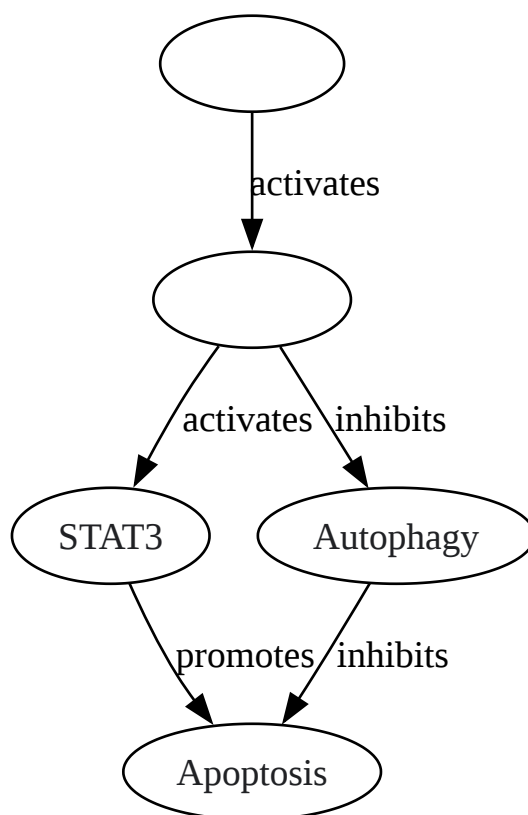 activates
activates
inhibits
STAT3
Autophagy
promotes
inhibits
Apoptosis